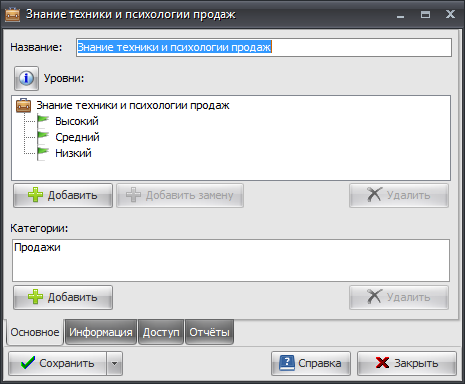 Знание техники и психологии продаж
Название: Знание техники и психологии продаж
Уровни:
Знание техники и психологии продаж
Высокий
Средний
Низкий
Добавить Добавить замену Удалить
Категории:
Продажи
Добавить Удалить
Основное Информация Доступ Отчёты
Сохранить Справка Закрыть